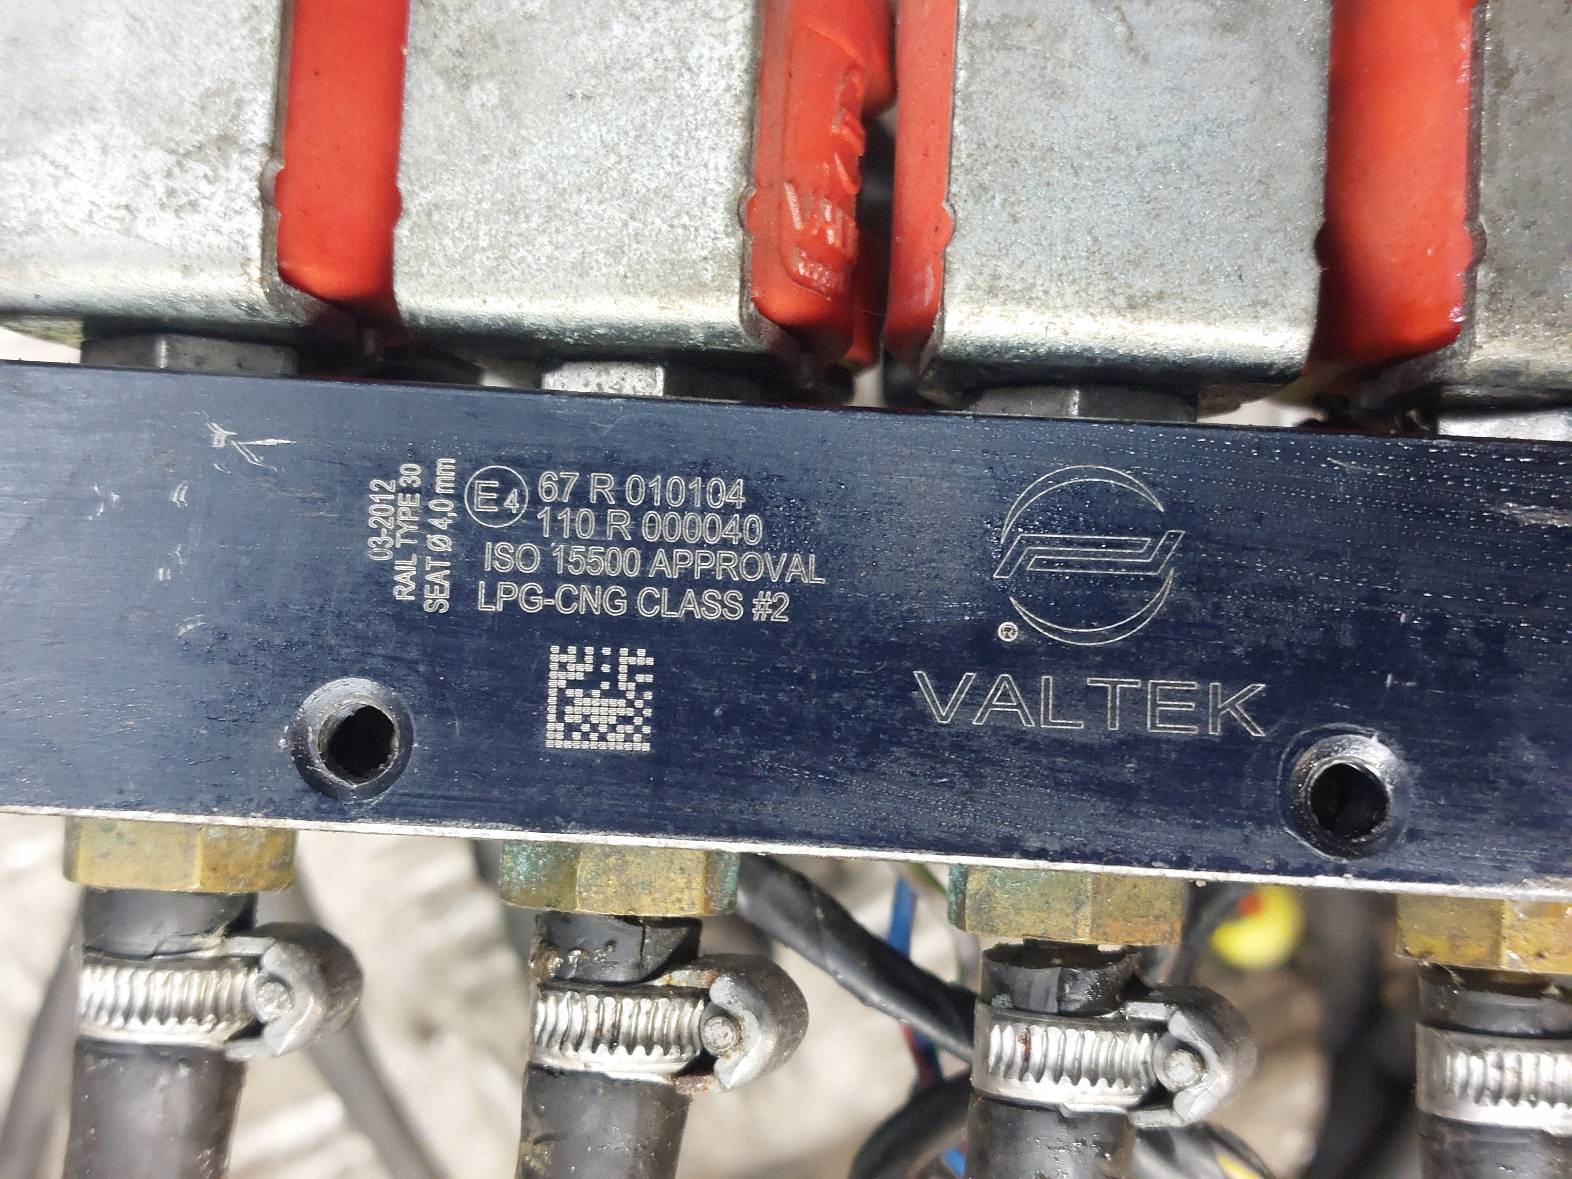 03-2012
RAIL TYPE 30
SEAT Ø 4,0 mm
E4
67 R 010104
110 R 000040
ISO 15500 APPROVAL
LPG-CNG CLASS #2
®
VALTEK